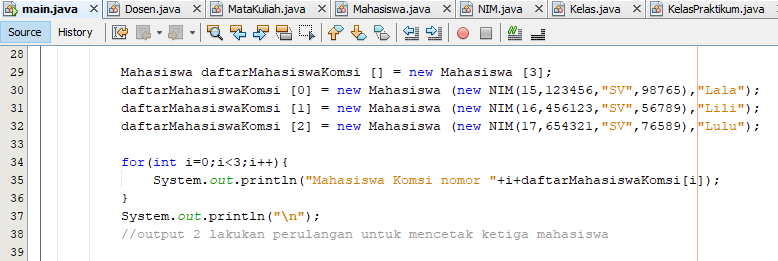 main.java Dosen.java MataKuliah.java Mahasiswa.java NIM.java Kelas.java KelasPraktikum.java
Source History
28
29 Mahasiswa daftarMahasiswaKomsi [] = new Mahasiswa [3];
30 daftarMahasiswaKomsi [0] = new Mahasiswa (new NIM(15,123456,"SV",98765),"Lala");
31 daftarMahasiswaKomsi [1] = new Mahasiswa (new NIM(16,456123,"SV",56789),"Lili");
32 daftarMahasiswaKomsi [2] = new Mahasiswa (new NIM(17,654321,"SV",76589),"Lulu");
33
34 for(int i=0;i<3;i++){
35 System.out.println("Mahasiswa Komsi nomor "+i+daftarMahasiswaKomsi[i]);
36 }
37 System.out.println("\n");
38 //output 2 lakukan perulangan untuk mencetak ketiga mahasiswa
39